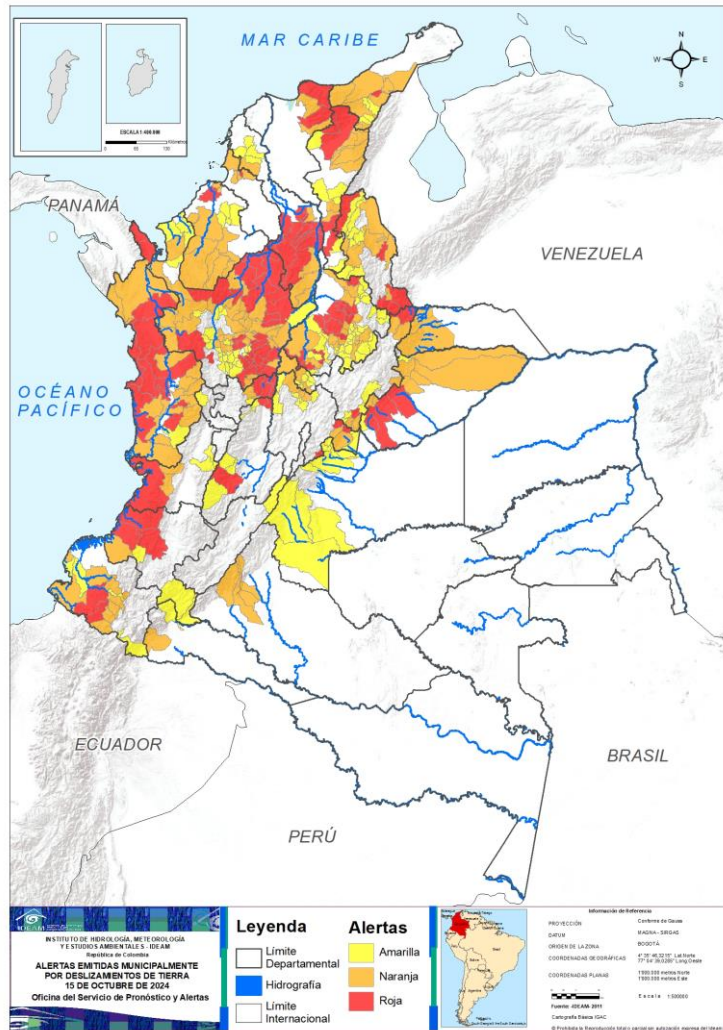 MAR CARIBE
N
W E
S
ESCALA 1:400.000
PANAMÁ
VENEZUELA
OCÉANO
PACÍFICO
ECUADOR
BRASIL
PERÚ
IDEAM
INSTITUTO DE HIDROLOGÍA, METEOROLOGÍA
Y ESTUDIOS AMBIENTALES - IDEAM
República de Colombia
ALERTAS EMITIDAS MUNICIPALMENTE
POR DESLIZAMIENTOS DE TIERRA
15 DE OCTUBRE DE 2024
Oficina del Servicio de Pronóstico y Alertas
Leyenda
Límite
Departamental
Hidrografía
Límite
Internacional
Alertas
Amarilla
Naranja
Roja
Información de Referencia
PROYECCIÓN Conforme de Gauss
DATUM MAGNA - SIRGAS
ORIGEN DE LA ZONA BOGOTÁ
COORDENADAS GEOGRÁFICAS
COORDENADAS PLANAS
Escala
Fuente: IDEAM- 2011
Cartografía Básica IGAC